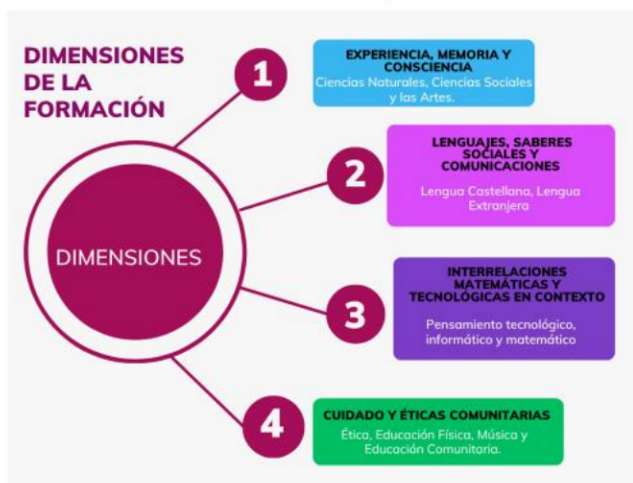 DIMENSIONES
DE LA
FORMACIÓN
DIMENSIONES
1
EXPERIENCIA, MEMORIA Y
CONSCIENCIA
Ciencias Naturales, Ciencias Sociales
y las Artes.
2
LENGUAJES, SABERES
SOCIALES Y
COMUNICACIONES
Lengua Castellana, Lengua
Extranjera
3
INTERRELACIONES
MATEMÁTICAS Y
TECNOLÓGICAS EN CONTEXTO
Pensamiento tecnológico,
informático y matemático
4
CUIDADO Y ÉTICAS COMUNITARIAS
Ética, Educación Física, Música y
Educación Comunitaria.